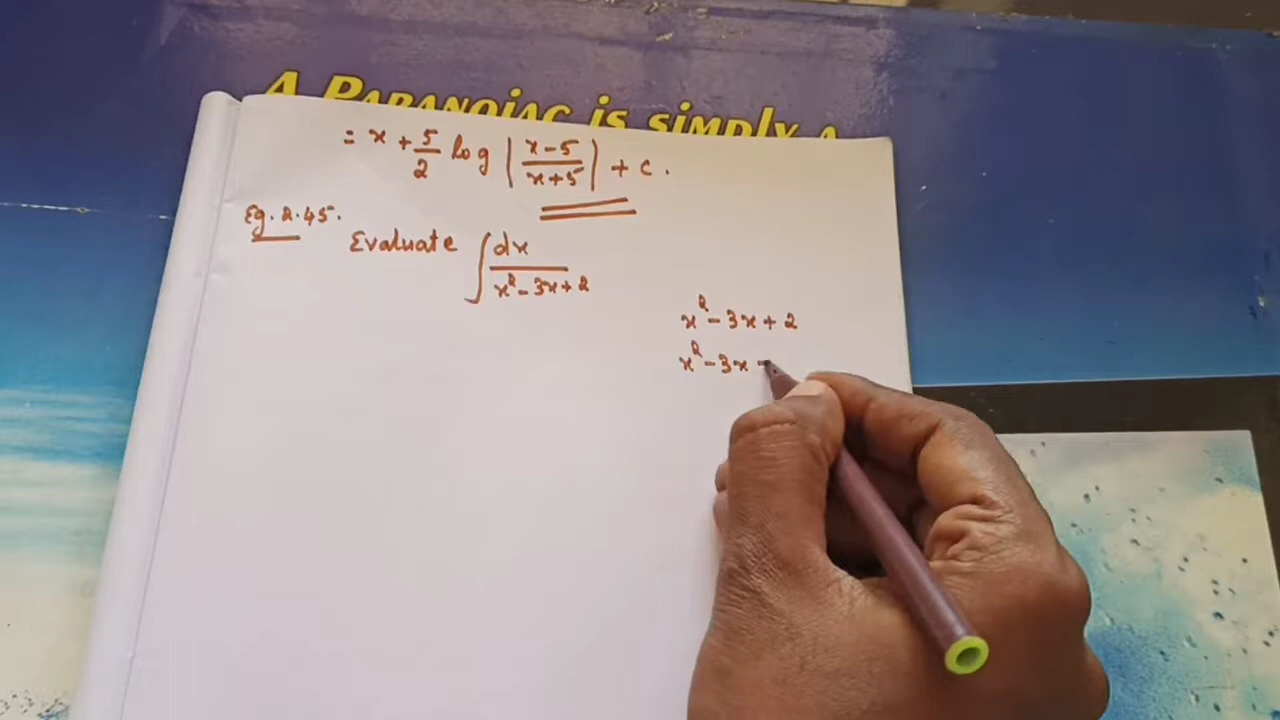 A PARANOIAC is simply a
= x + 5/2 log |x-5/x+5| + c.
Eg. 2.45.
Evaluate ∫ dx/x² - 3x + 2
x² - 3x + 2
x² - 3x